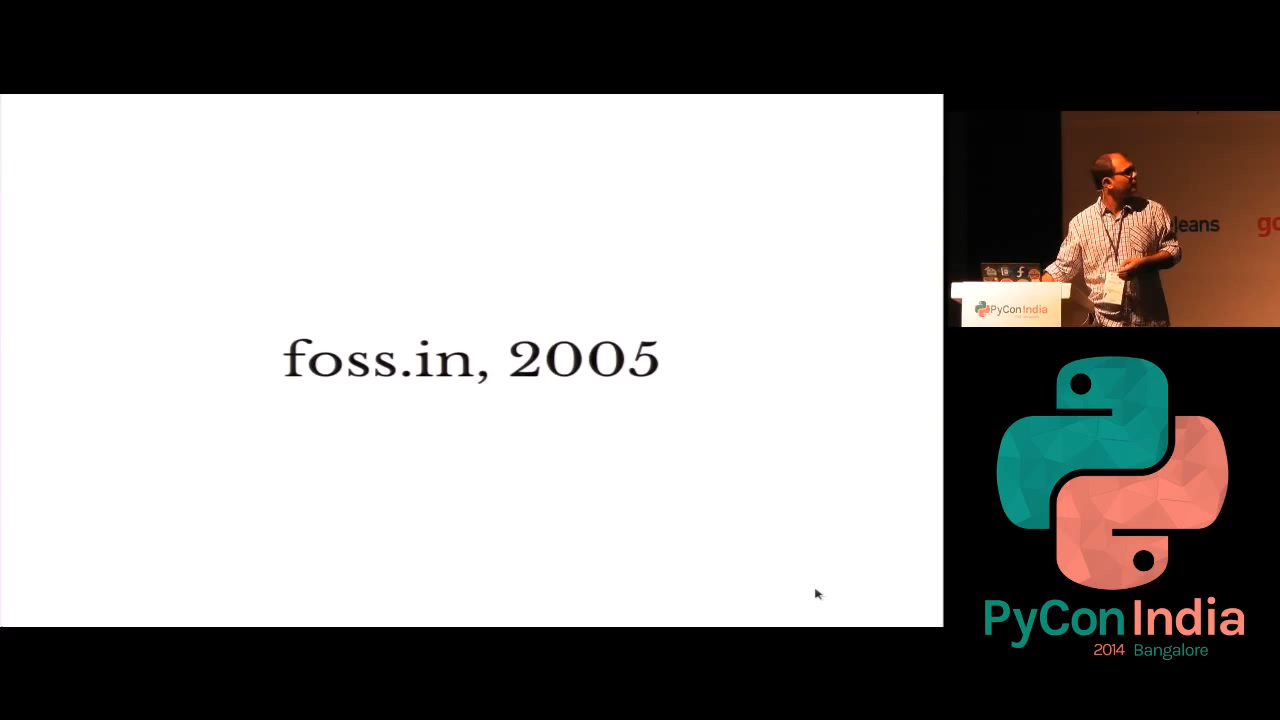 foss.in, 2005
Jeans
PyCon India
PyCon India
2014 Bangalore